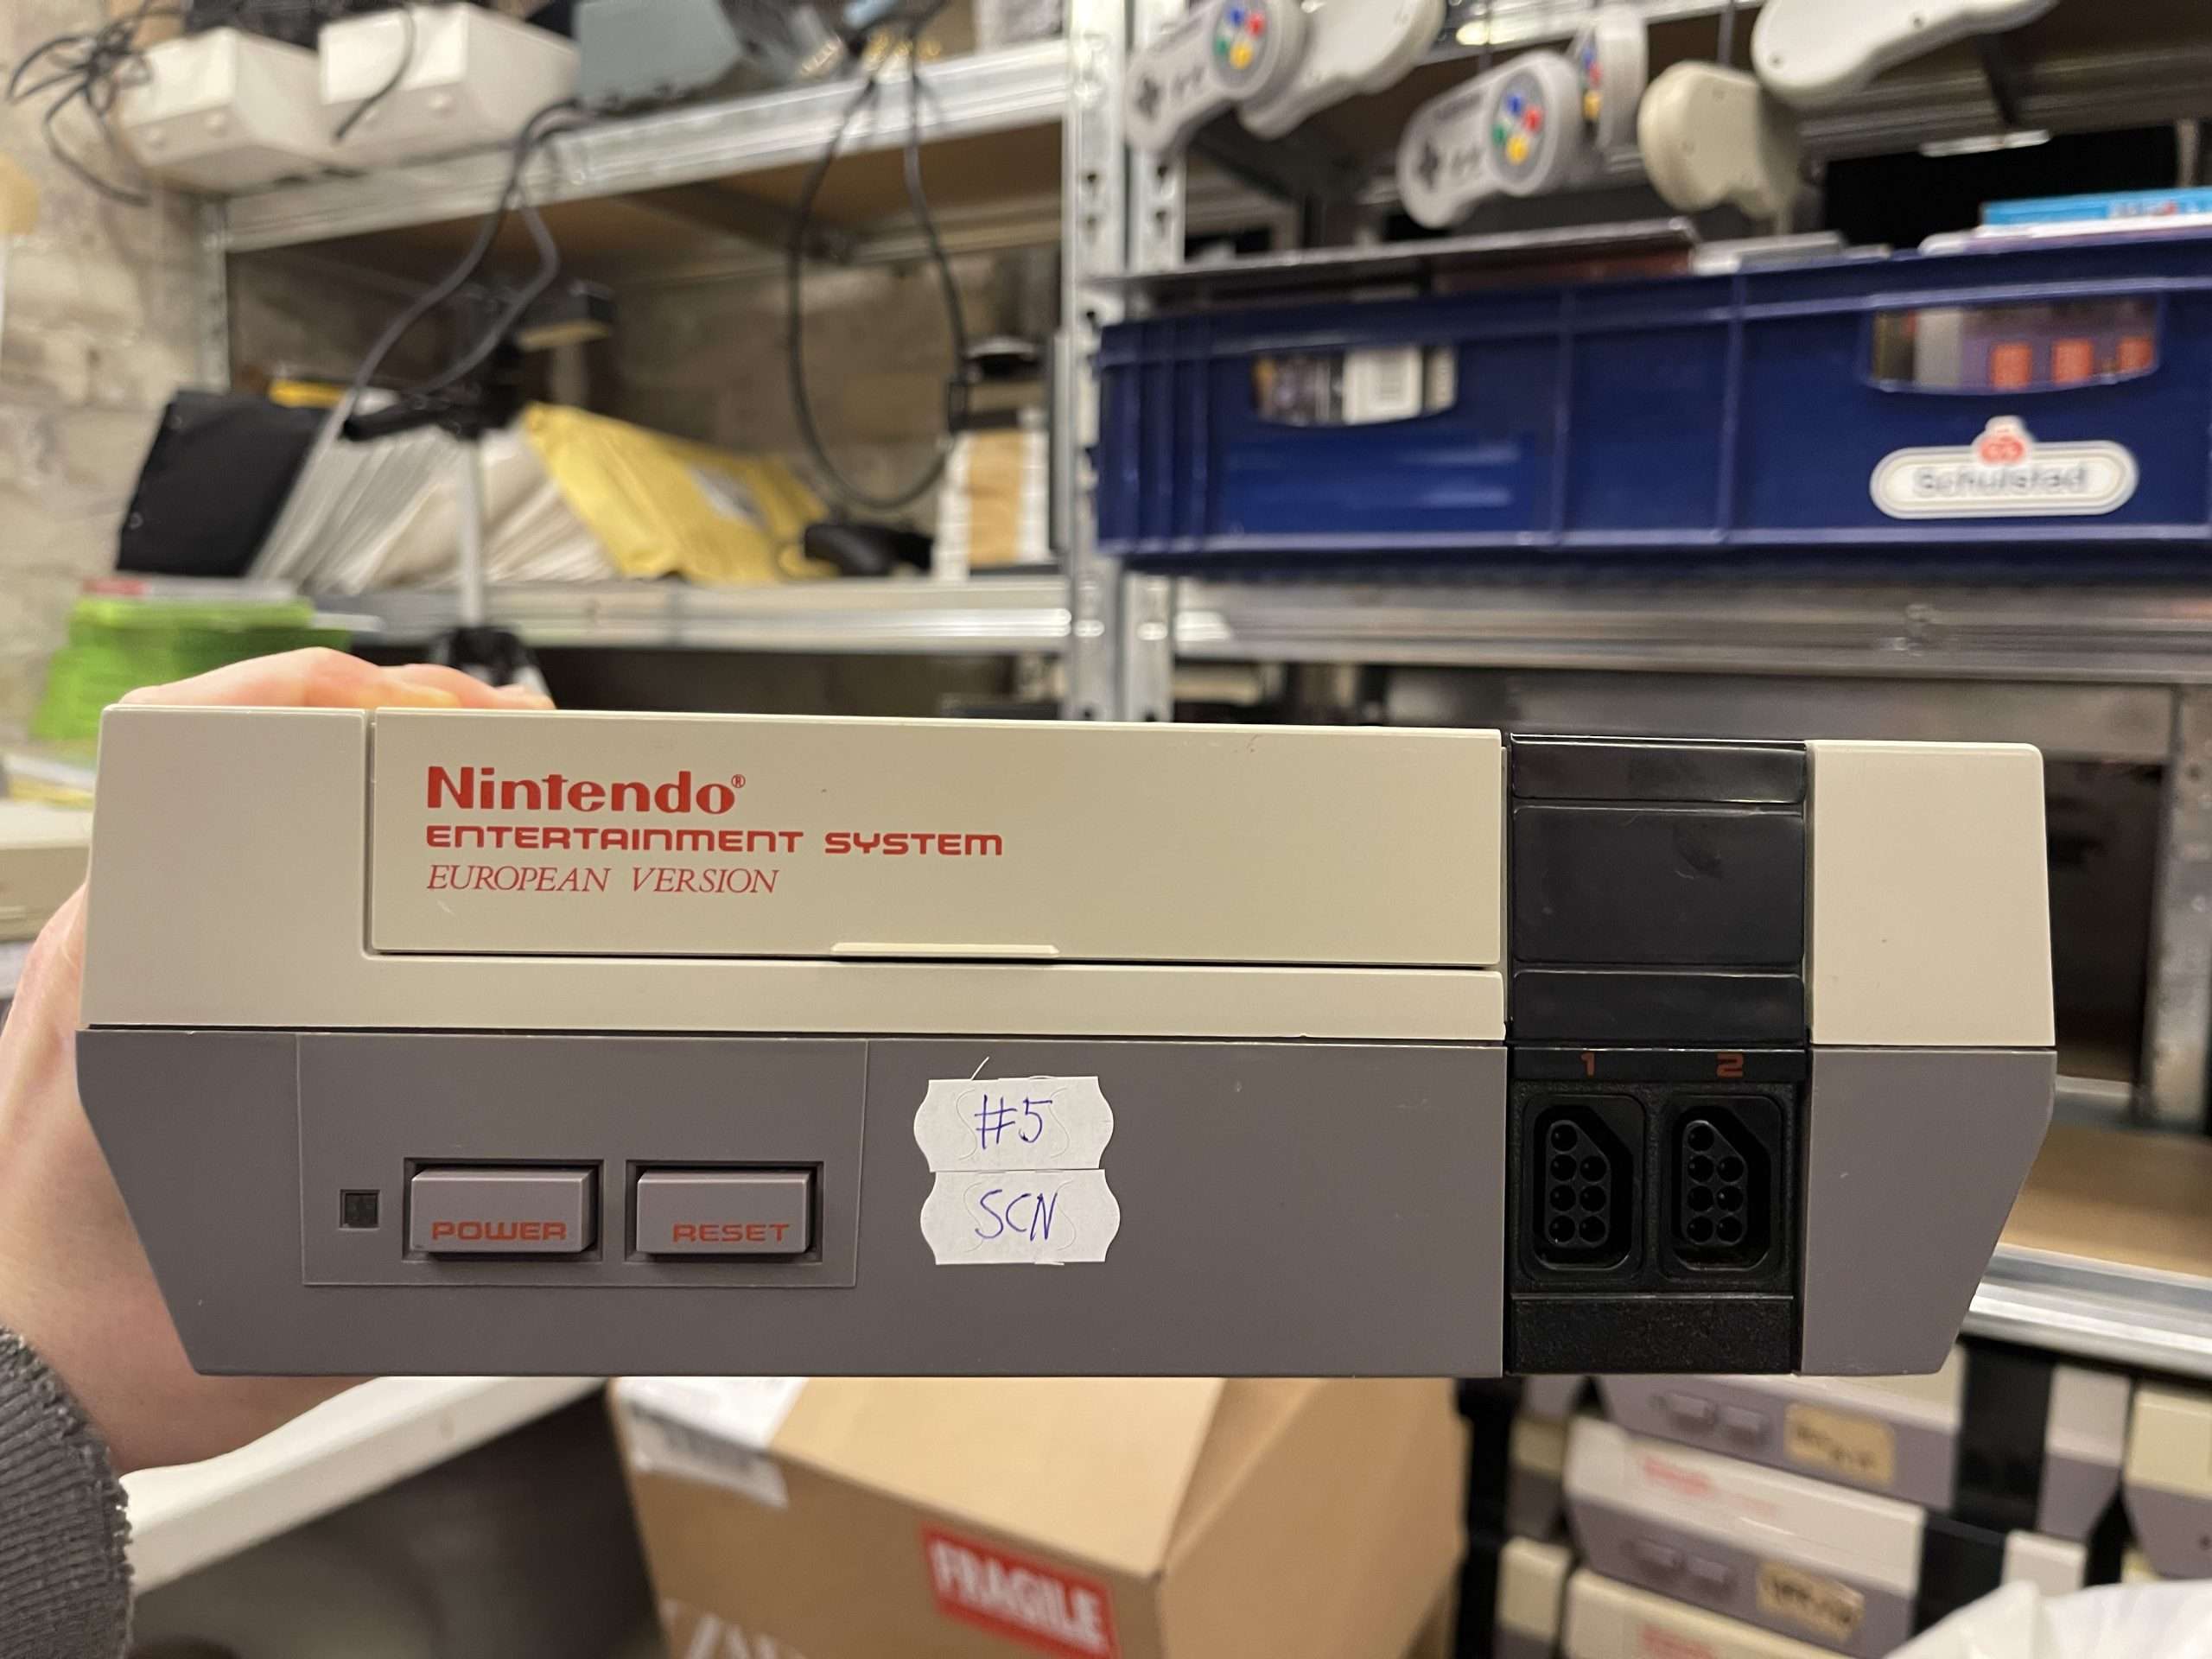 Schulstad
Nintendo®
ENTERTAINMENT SYSTEM
EUROPEAN VERSION
1 2
#5
SCN
POWER RESET
FRAGILE